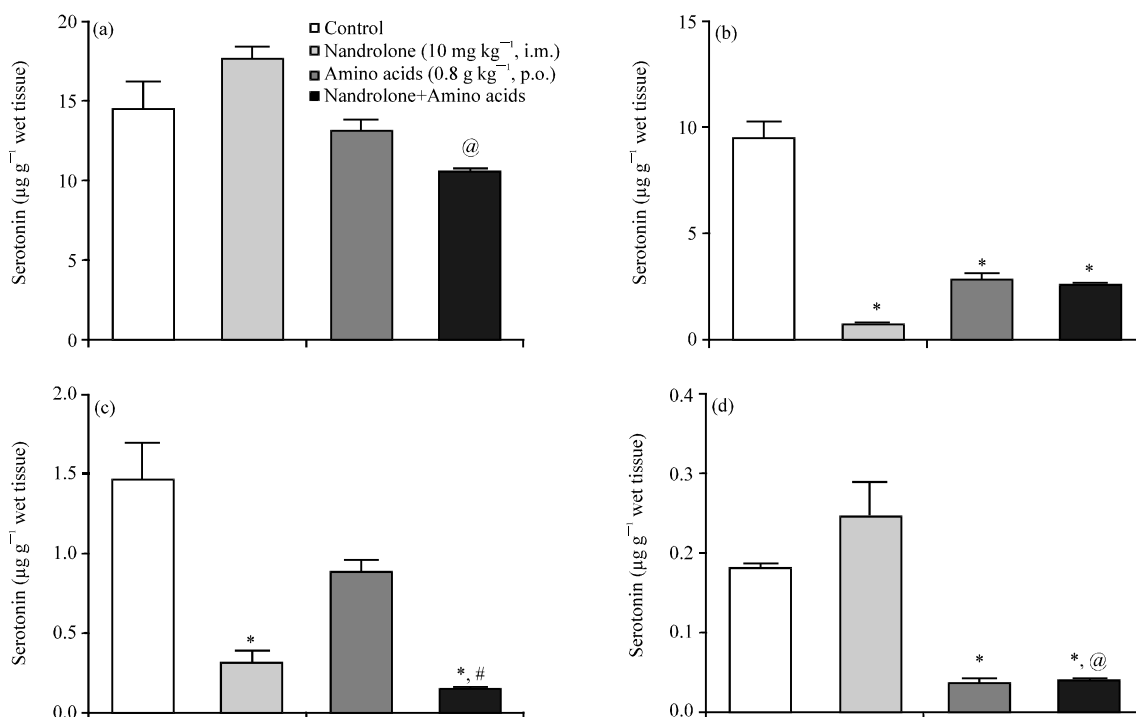 (a)
Control
Nandrolone (10 mg kg⁻¹, i.m.)
Amino acids (0.8 g kg⁻¹, p.o.)
Nandrolone+Amino acids
Serotonin (µg g⁻¹ wet tissue)
20
15
10
5
0
@
(b)
Serotonin (µg g⁻¹ wet tissue)
15
10
5
0
*
*
*
(c)
Serotonin (µg g⁻¹ wet tissue)
2.0
1.5
1.0
0.5
0.0
*
*, #
(d)
Serotonin (µg g⁻¹ wet tissue)
0.4
0.3
0.2
0.1
0.0
*
*, @